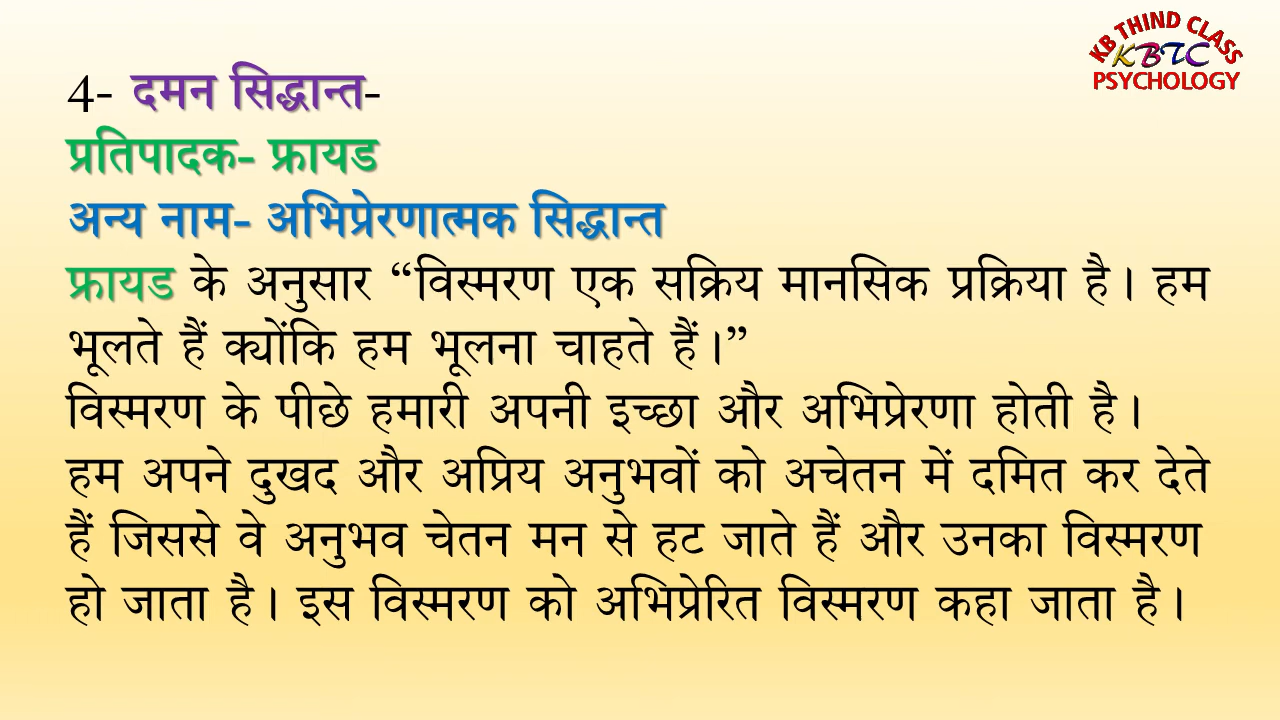 KB THIND CLASS
KBTC
PSYCHOLOGY
4- दमन सिद्धान्त-
प्रतिपादक- फ्रायड
अन्य नाम- अभिप्रेरणात्मक सिद्धान्त
फ्रायड के अनुसार “विस्मरण एक सक्रिय मानसिक प्रक्रिया है। हम
भूलते हैं क्योंकि हम भूलना चाहते हैं।”
विस्मरण के पीछे हमारी अपनी इच्छा और अभिप्रेरणा होती है।
हम अपने दुखद और अप्रिय अनुभवों को अचेतन में दमित कर देते
हैं जिससे वे अनुभव चेतन मन से हट जाते हैं और उनका विस्मरण
हो जाता है। इस विस्मरण को अभिप्रेरित विस्मरण कहा जाता है।